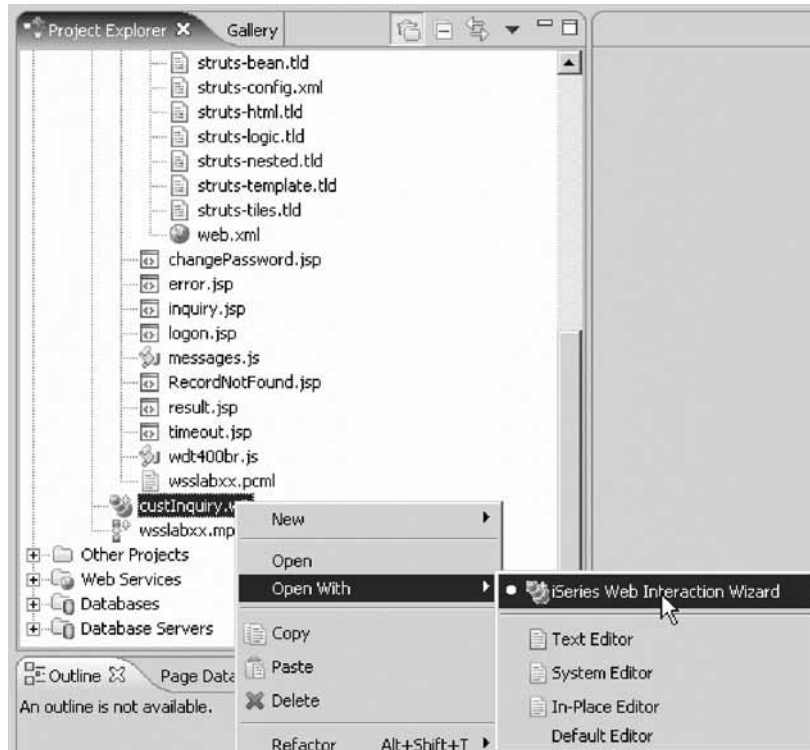 Project Explorer Gallery
struts-bean.tld
struts-config.xml
struts-html.tld
struts-logic.tld
struts-nested.tld
struts-template.tld
struts-tiles.tld
web.xml
changePassword.jsp
error.jsp
inquiry.jsp
logon.jsp
messages.js
RecordNotFound.jsp
result.jsp
timeout.jsp
wdt400br.js
wsslabxx.pcml
custInquiry.w
wsslabxx.mp
Other Projects
Web Services
Databases
Database Servers
New
Open
Open With
Copy
Paste
Delete
Refactor Alt+Shift+T
iSeries Web Interaction Wizard
Text Editor
System Editor
In-Place Editor
Default Editor
Outline Page Data
An outline is not available.